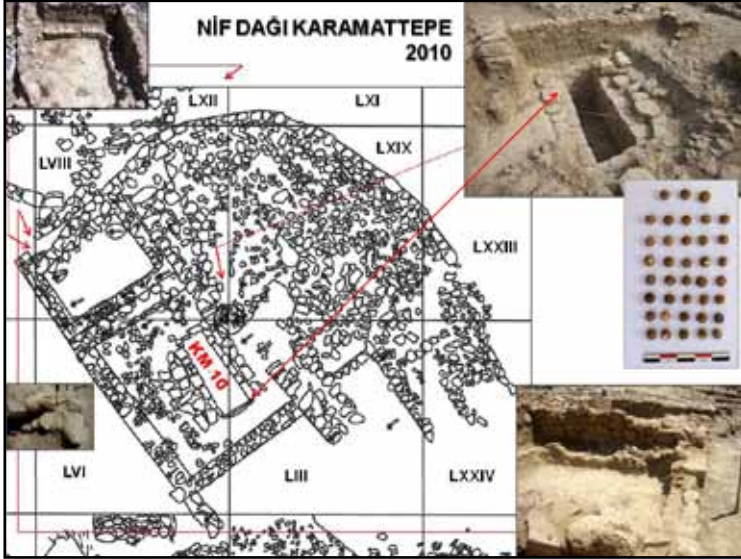 NİF DAĞI KARAMATTEPE
2010
LXII
LXI
LVIII
LXIX
LXXIII
KM 10
LVI
LIII
LXXIV